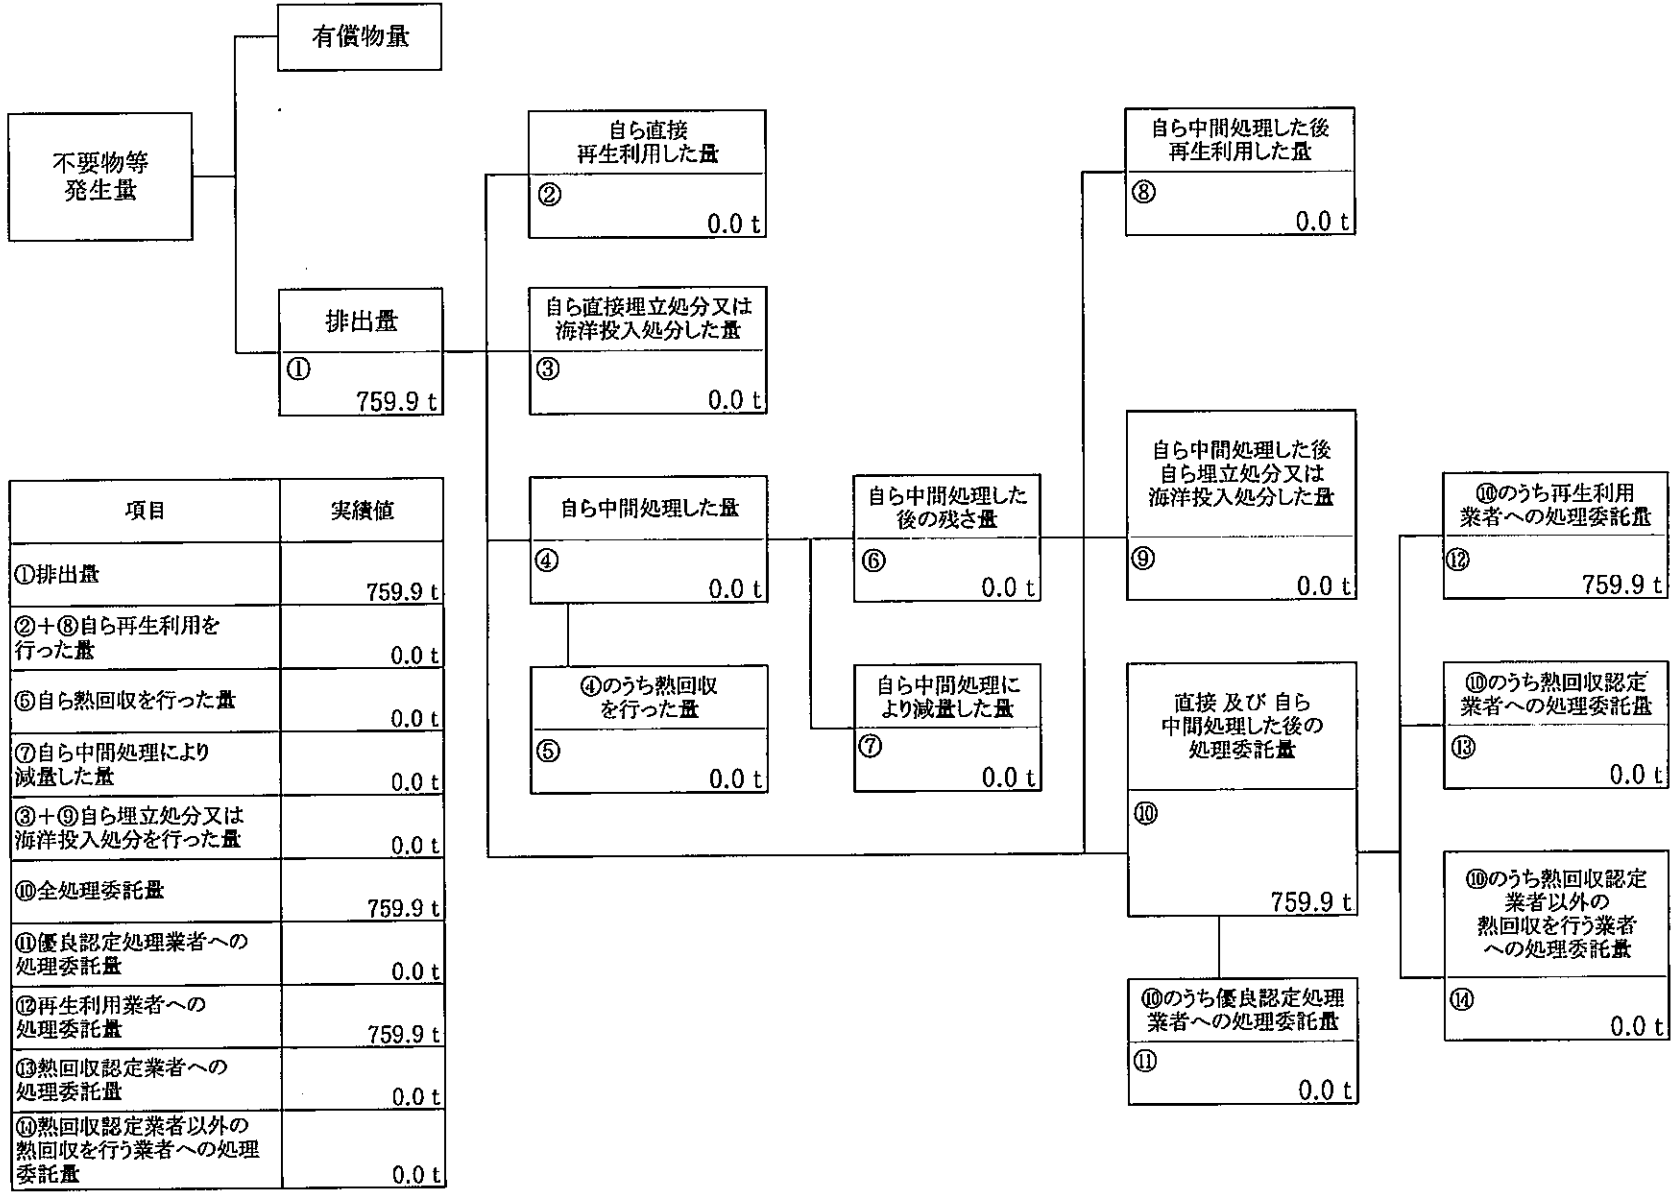 有償物量
不要物等
発生量
排出量
①
759.9 t
自ら直接
再生利用した量
②
0.0 t
自ら直接埋立処分又は
海洋投入処分した量
③
0.0 t
自ら中間処理した量
④
0.0 t
④のうち熱回収
を行った量
⑤
0.0 t
自ら中間処理した
後の残さ量
⑥
0.0 t
自ら中間処理に
より減量した量
⑦
0.0 t
自ら中間処理した後
再生利用した量
⑧
0.0 t
自ら中間処理した後
自ら埋立処分又は
海洋投入処分した量
⑨
0.0 t
直接 及び 自ら
中間処理した後の
処理委託量
⑩
759.9 t
⑩のうち優良認定処理
業者への処理委託量
⑪
0.0 t
⑩のうち再生利用
業者への処理委託量
⑫
759.9 t
⑩のうち熱回収認定
業者への処理委託量
⑬
0.0 t
⑩のうち熱回収認定
業者以外の
熱回収を行う業者
への処理委託量
⑭
0.0 t
項目 実績値
①排出量
759.9 t
②+⑧自ら再生利用を
行った量
0.0 t
⑤自ら熱回収を行った量
0.0 t
⑦自ら中間処理により
減量した量
0.0 t
③+⑨自ら埋立処分又は
海洋投入処分を行った量
0.0 t
⑩全処理委託量
759.9 t
⑪優良認定処理業者への
処理委託量
0.0 t
⑫再生利用業者への
処理委託量
759.9 t
⑬熱回収認定業者への
処理委託量
0.0 t
⑭熱回収認定業者以外の
熱回収を行う業者への処理
委託量
0.0 t